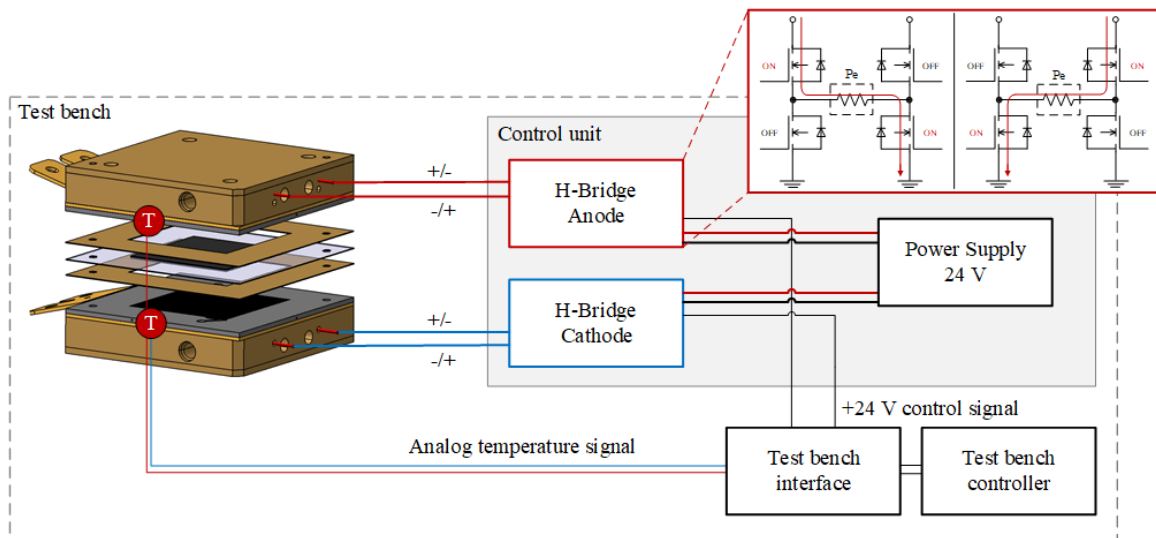 ON
OFF
Pe
OFF
ON
OFF
ON
Pe
ON
OFF
Test bench
Control unit
+/-
-/+
H-Bridge
Anode
Power Supply
24 V
T
T
+/-
-/+
H-Bridge
Cathode
+24 V control signal
Analog temperature signal
Test bench
interface
Test bench
controller